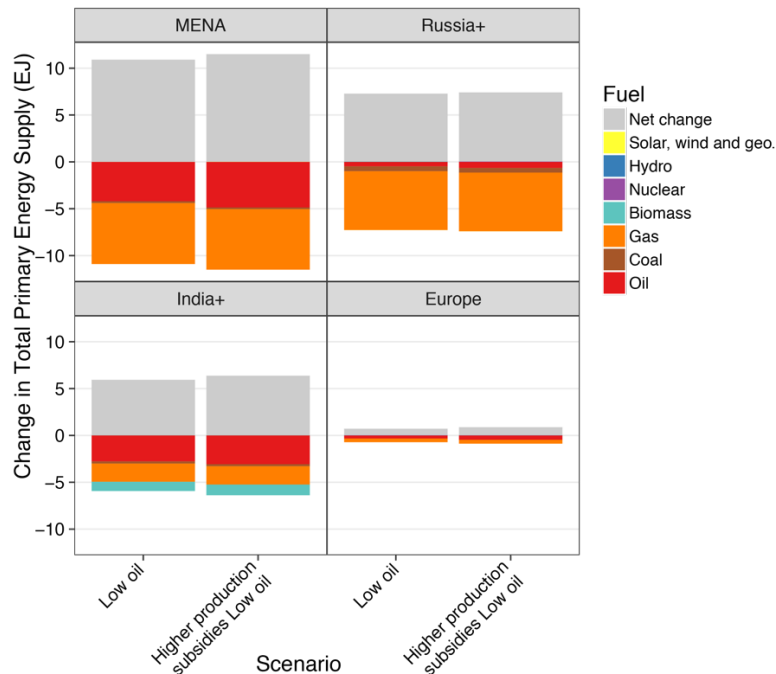 MENA
Russia+
10
5
0
−5
−10
India+
Europe
10
5
0
−5
−10
Change in Total Primary Energy Supply (EJ)
Low oil
Higher production
subsidies Low oil
Low oil
Higher production
subsidies Low oil
Scenario
Fuel
Net change
Solar, wind and geo.
Hydro
Nuclear
Biomass
Gas
Coal
Oil